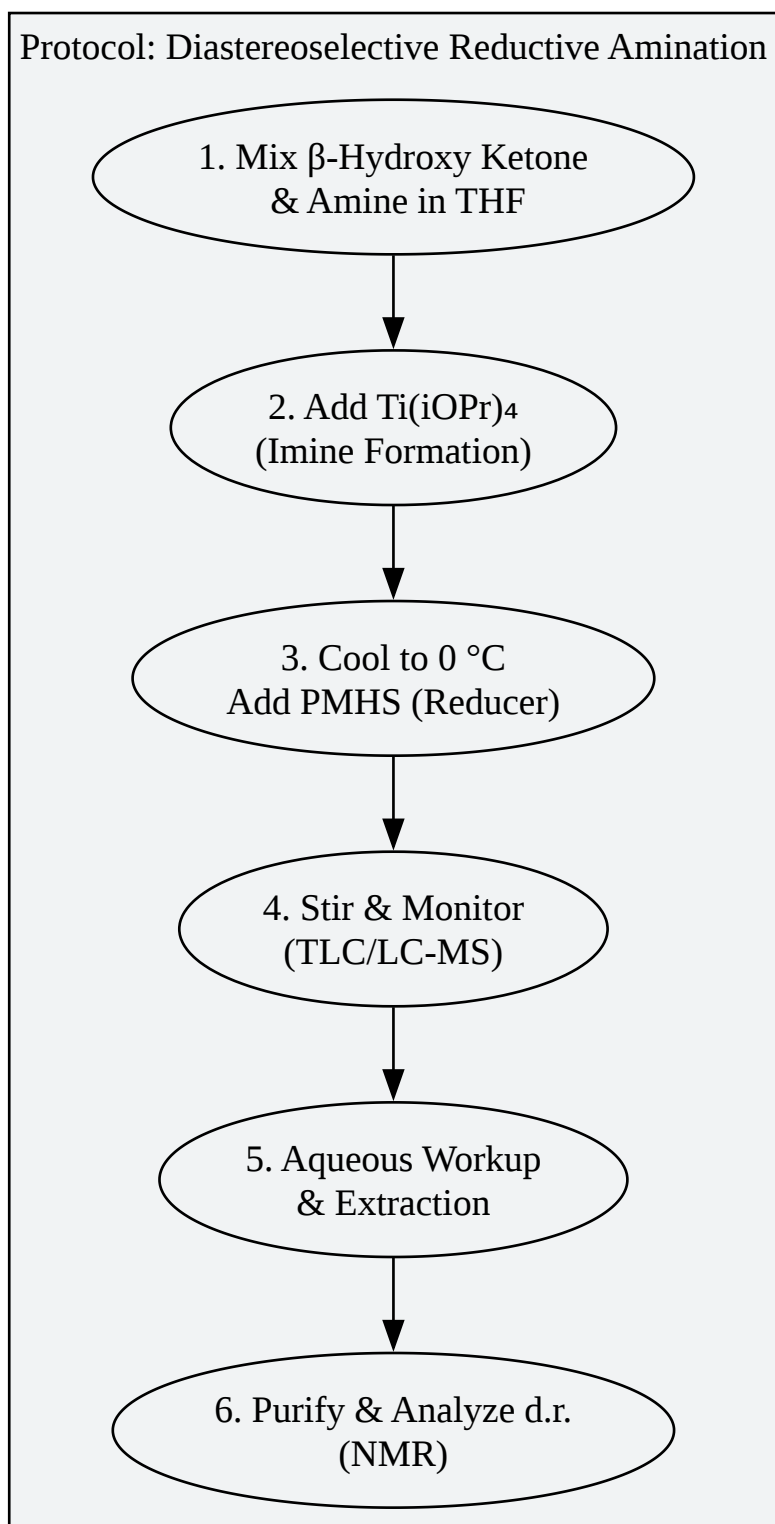 Protocol: Diastereoselective Reductive Amination
1. Mix β-Hydroxy Ketone
& Amine in THF
2. Add Ti(iOPr)₄
(Imine Formation)
3. Cool to 0 °C
Add PMHS (Reducer)
4. Stir & Monitor
(TLC/LC-MS)
5. Aqueous Workup
& Extraction
6. Purify & Analyze d.r.
(NMR)